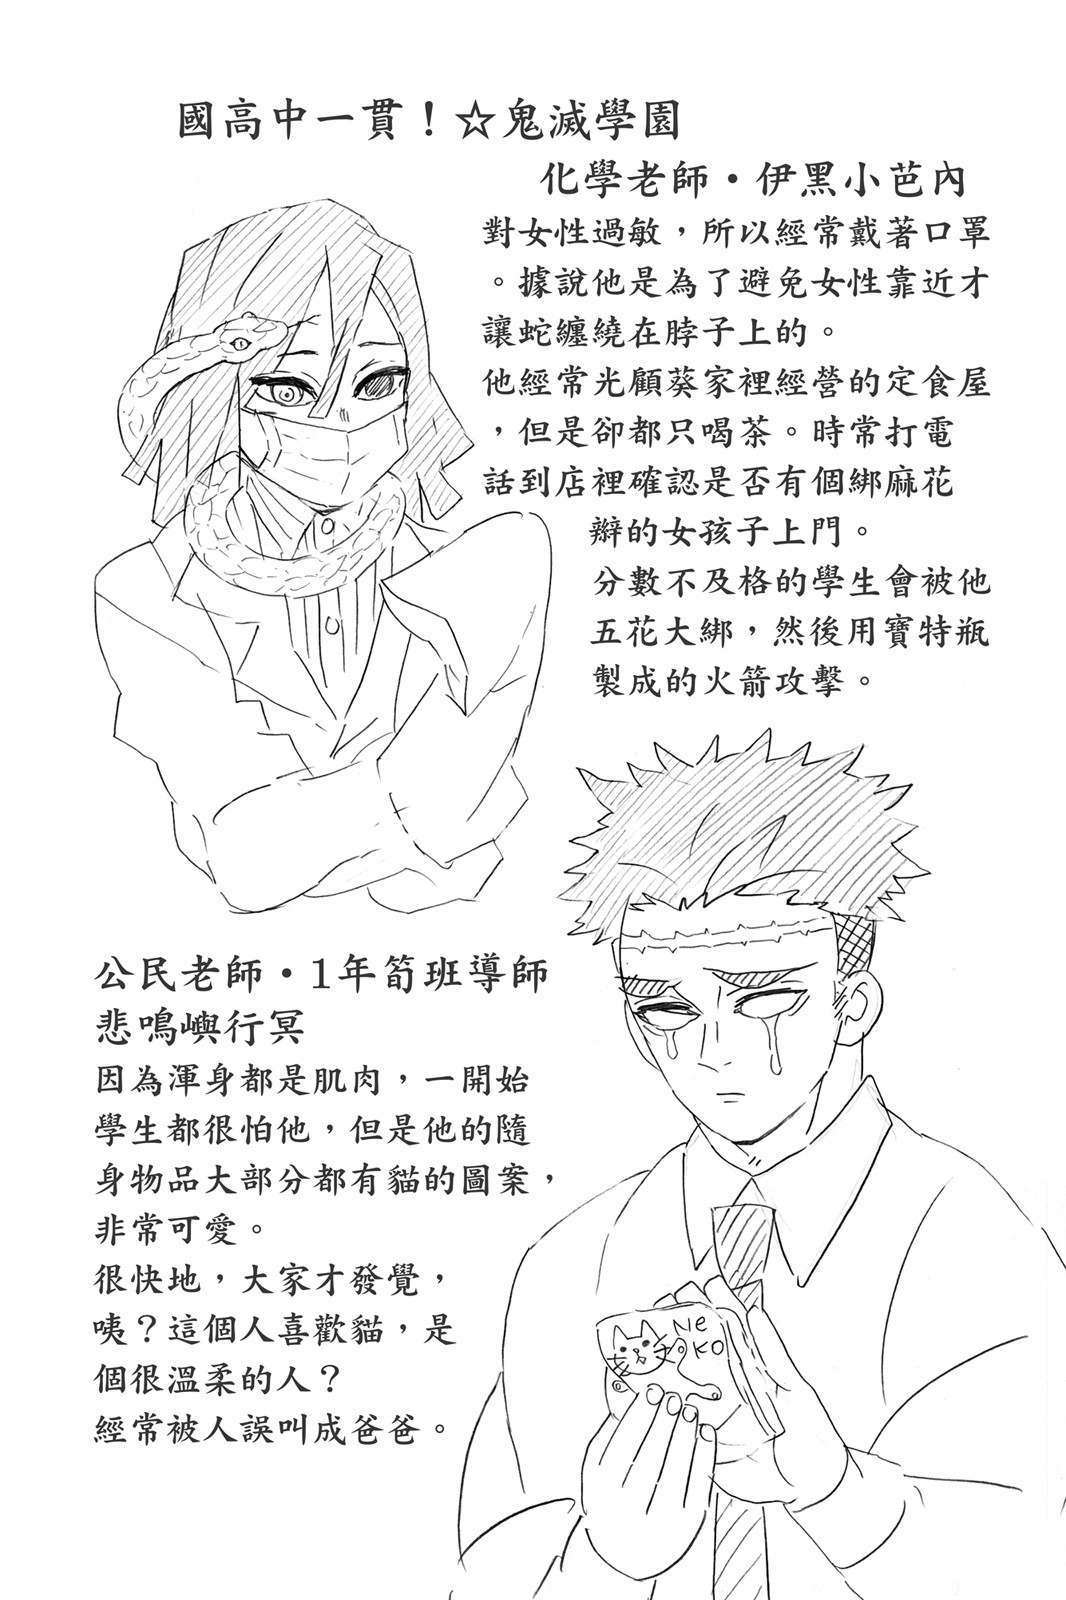 國高中一貫！☆鬼滅學園
化學老師・伊黑小芭內
對女性過敏，所以經常戴著口罩
。據說他是為了避免女性靠近才
讓蛇纏繞在脖子上的。
他經常光顧葵家裡經營的定食屋
，但是卻都只喝茶。時常打電
話到店裡確認是否有個綁麻花
辮的女孩子上門。
分數不及格的學生會被他
五花大綁，然後用寶特瓶
製成的火箭攻擊。
公民老師・1年筍班導師
悲鳴嶼行冥
因為渾身都是肌肉，一開始
學生都很怕他，但是他的隨
身物品大部分都有貓的圖案，
非常可愛。
很快地，大家才發覺，
咦？這個人喜歡貓，是
個很溫柔的人？
經常被人誤叫成爸爸。
Ne
Ko